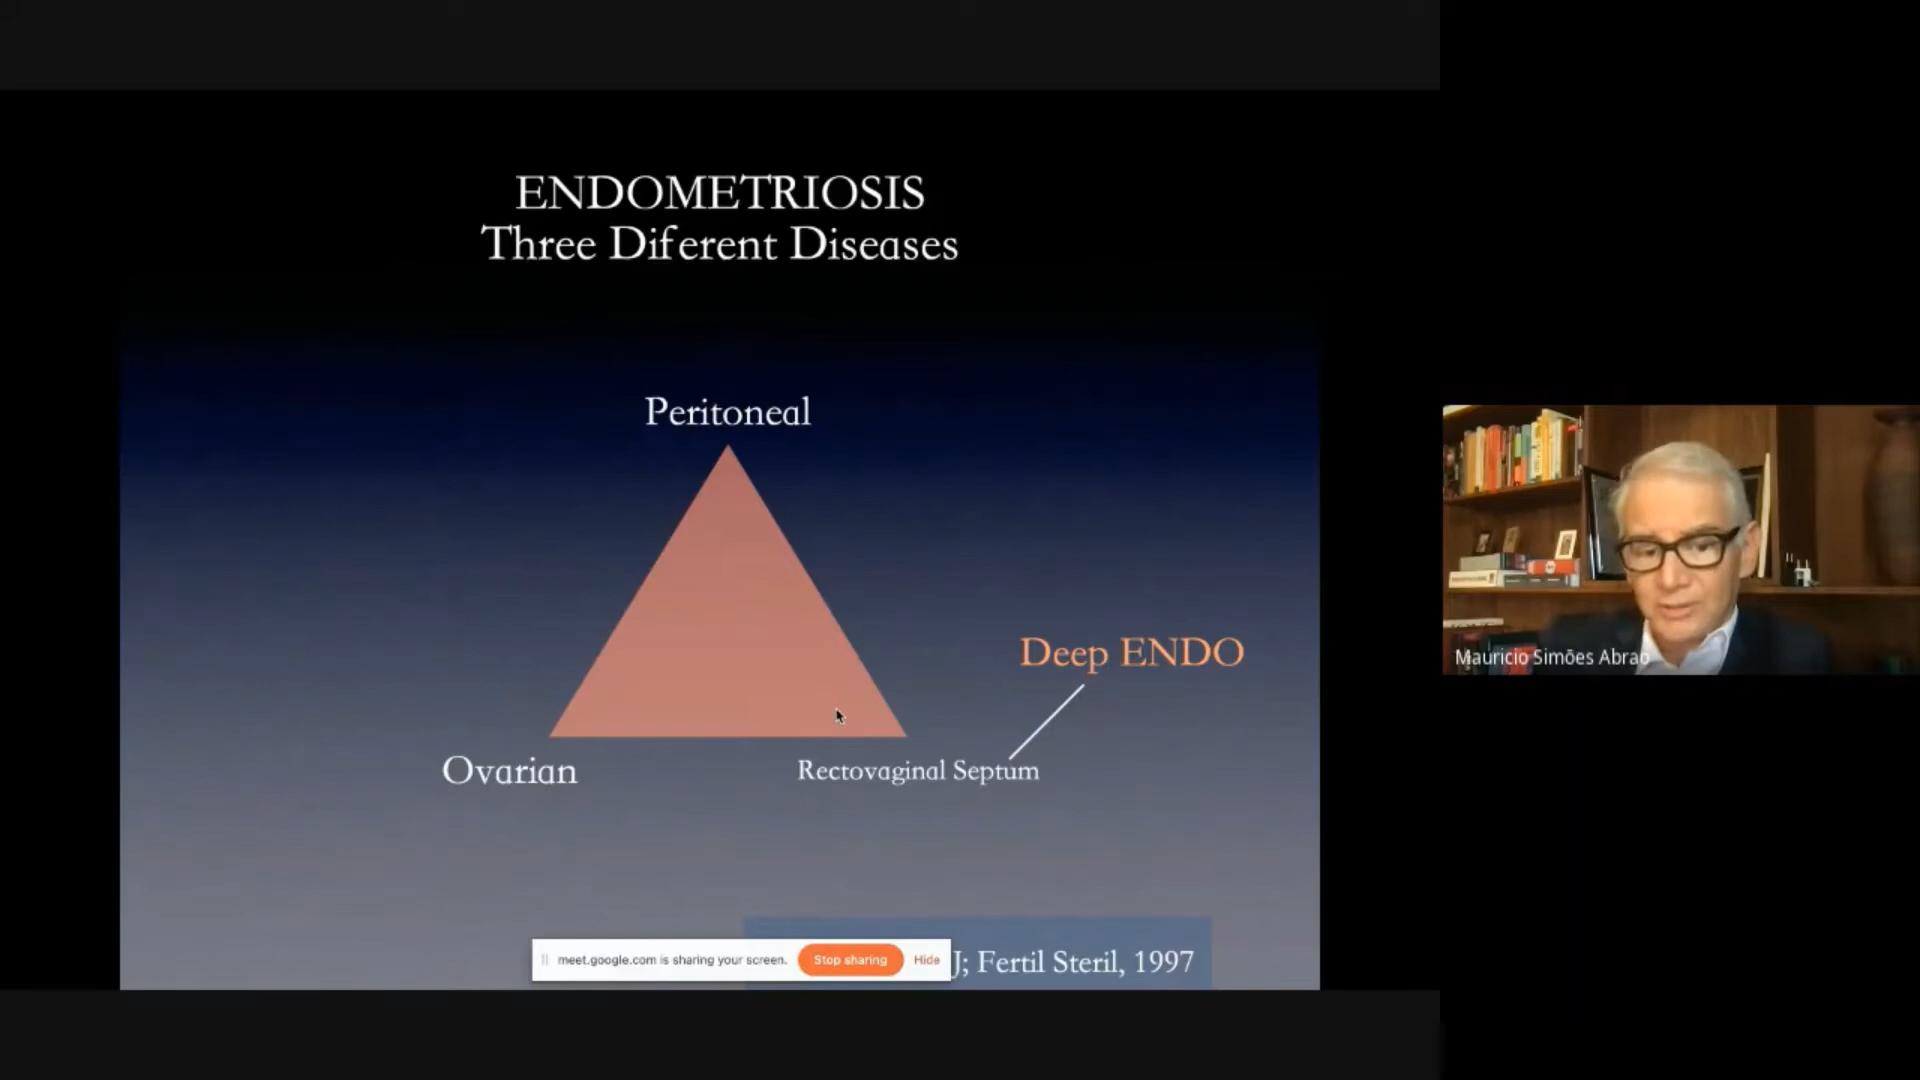 ENDOMETRIOSIS
Three Diferent Diseases
Peritoneal
Deep ENDO
Ovarian
Rectovaginal Septum
J; Fertil Steril, 1997
meet.google.com is sharing your screen.
Stop sharing
Hide
Mauricio Simões Abrao